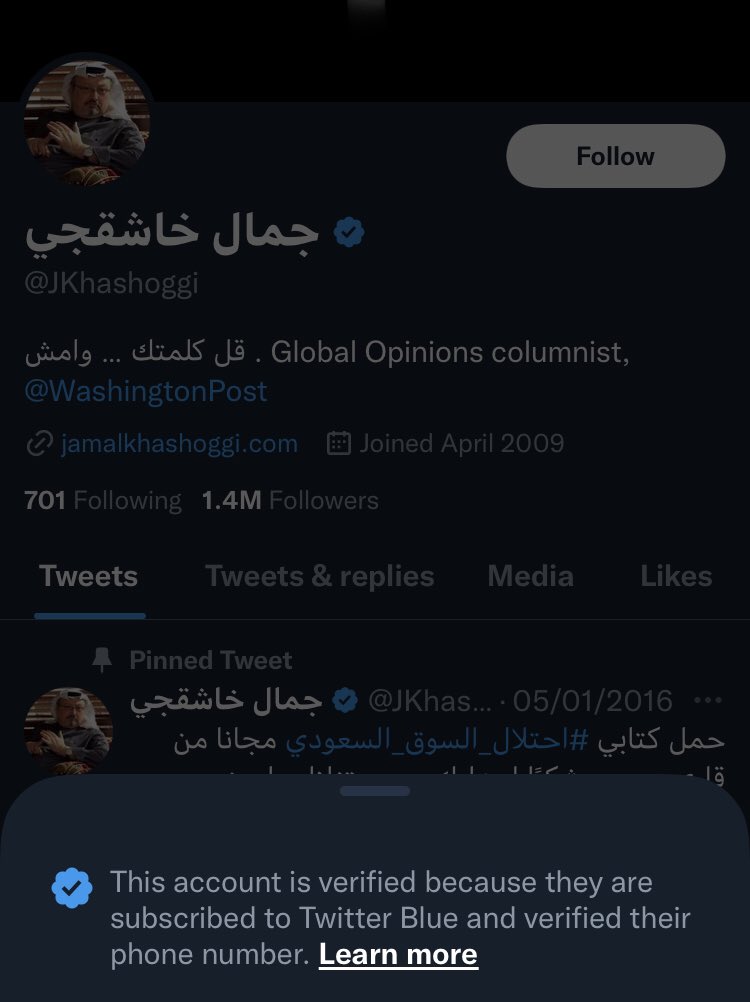 Follow
جمال خاشقجي
@JKhashoggi
قل كلمتك ... وامش . Global Opinions columnist,
@WashingtonPost
jamalkhashoggi.com Joined April 2009
701 Following 1.4M Followers
Tweets Tweets & replies Media Likes
Pinned Tweet
جمال خاشقجي @JKhas... · 05/01/2016 ...
حمل كتابي #احتلال_السوق_السعودي مجانا من
This account is verified because they are
subscribed to Twitter Blue and verified their
phone number. Learn more